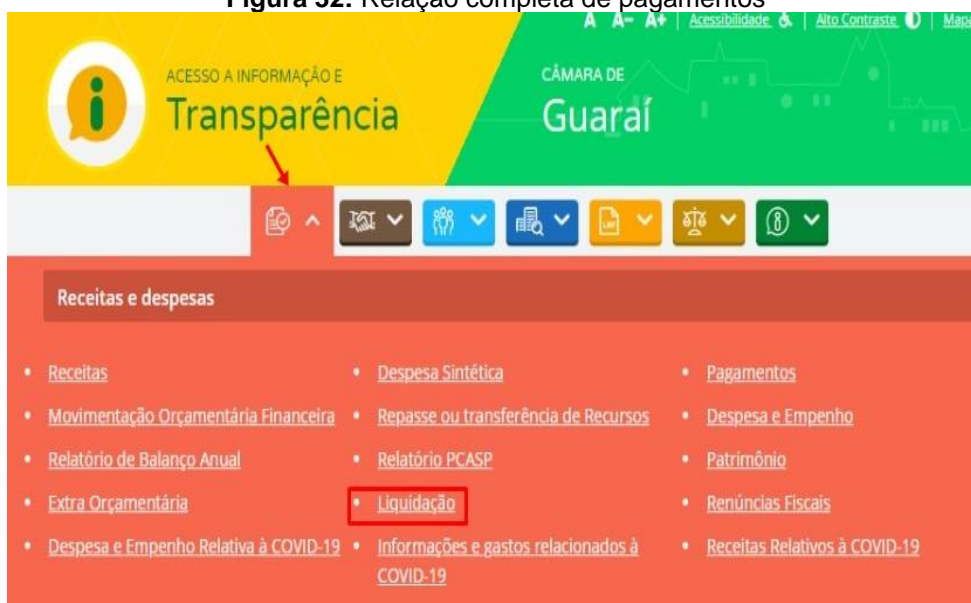 Figura 32: Relação completa de pagamentos
A A- A+ | Acessibilidade | Alto Contraste | Mapa
ACESSO A INFORMAÇÃO E
Transparência
CÂMARA DE
Guaraí
Receitas e despesas
• Receitas
• Despesa Sintética
• Pagamentos
• Movimentação Orçamentária Financeira
• Repasse ou transferência de Recursos
• Despesa e Empenho
• Relatório de Balanço Anual
• Relatório PCASP
• Patrimônio
• Extra Orçamentária
• Liquidação
• Renúncias Fiscais
• Despesa e Empenho Relativa à COVID-19
• Informações e gastos relacionados à
COVID-19
• Receitas Relativos à COVID-19